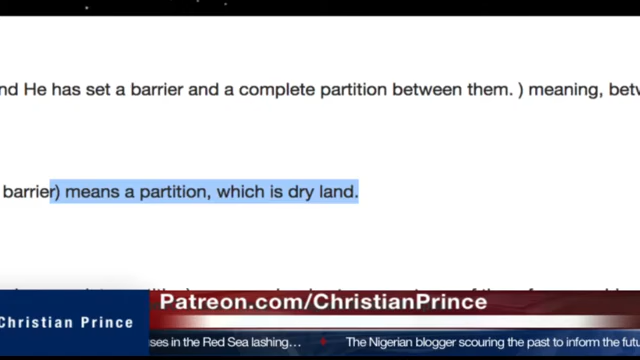 nd He has set a barrier and a complete partition between them. ) meaning, betw
barrier) means a partition, which is dry land.
Patreon.com/ChristianPrince
Christian Prince
ses in the Red Sea lashing... The Nigerian blogger scouring the past to inform the futu